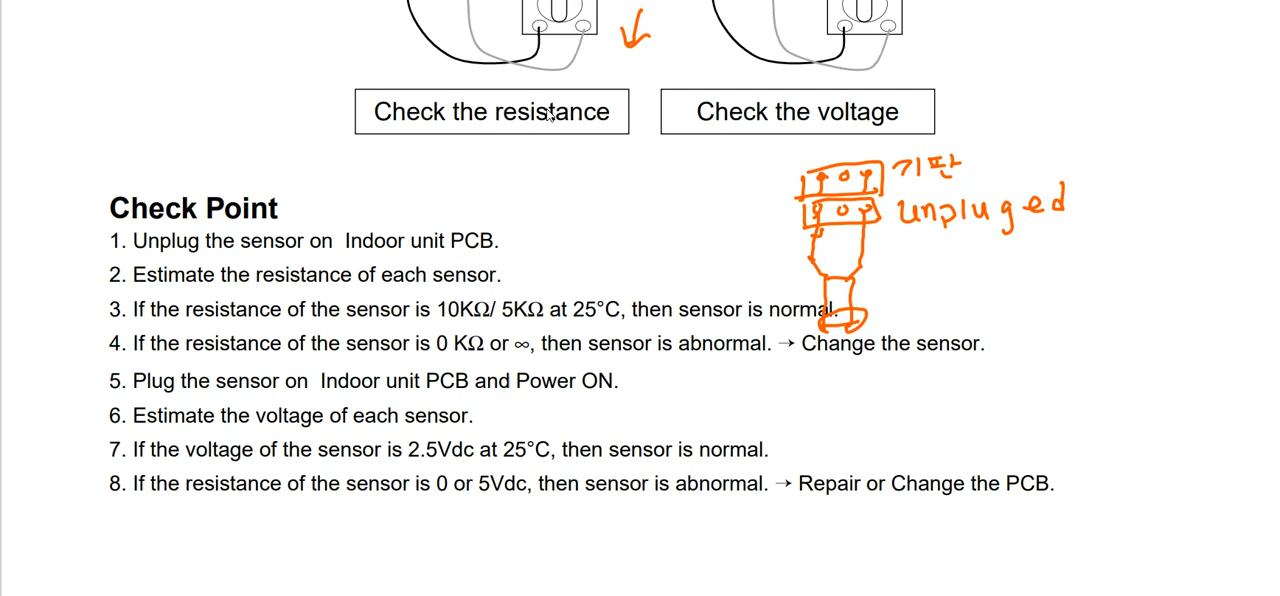 Check the resistance
Check the voltage
기판
unpluged
Check Point
1. Unplug the sensor on  Indoor unit PCB.
2. Estimate the resistance of each sensor.
3. If the resistance of the sensor is 10KΩ/ 5KΩ at 25°C, then sensor is normal.
4. If the resistance of the sensor is 0 KΩ or ∞, then sensor is abnormal. → Change the sensor.
5. Plug the sensor on  Indoor unit PCB and Power ON.
6. Estimate the voltage of each sensor.
7. If the voltage of the sensor is 2.5Vdc at 25°C, then sensor is normal.
8. If the resistance of the sensor is 0 or 5Vdc, then sensor is abnormal. → Repair or Change the PCB.